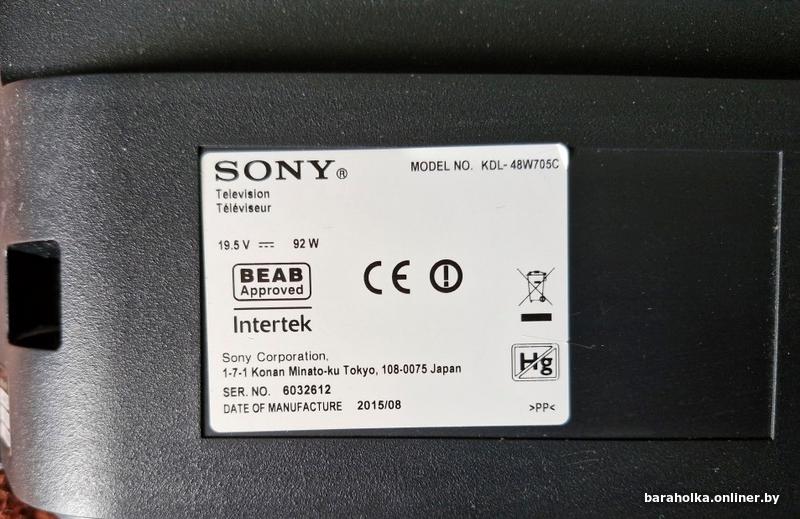 SONY®
MODEL NO. KDL-48W705C
Television
Téléviseur
19.5 V ⎓ 92 W
BEAB
Approved
Intertek
CE
Hg
Sony Corporation,
1-7-1 Konan Minato-ku Tokyo, 108-0075 Japan
SER. NO. 6032612
DATE OF MANUFACTURE 2015/08
>PP<
baraholka.onliner.by